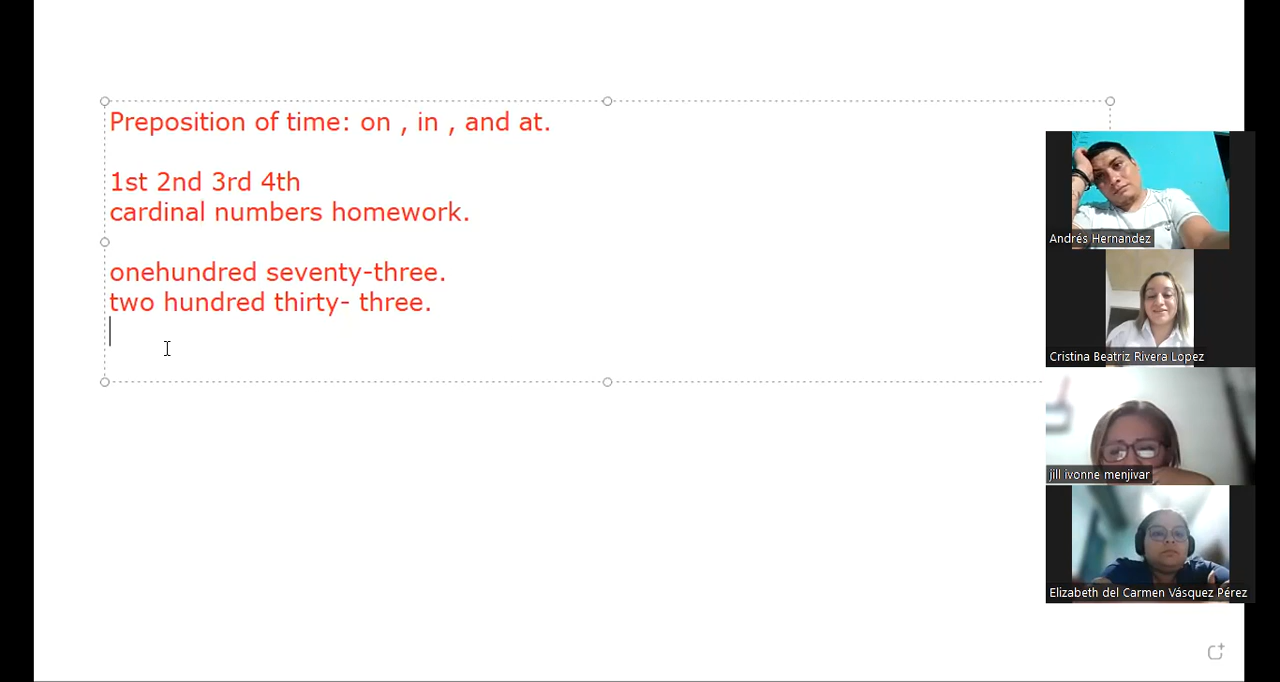 Preposition of time: on , in , and at.
1st 2nd 3rd 4th
cardinal numbers homework.
onehundred seventy-three.
two hundred thirty- three.
Andrés Hernandez
Cristina Beatriz Rivera Lopez
jill ivonne menjivar
Elizabeth del Carmen Vásquez Pérez